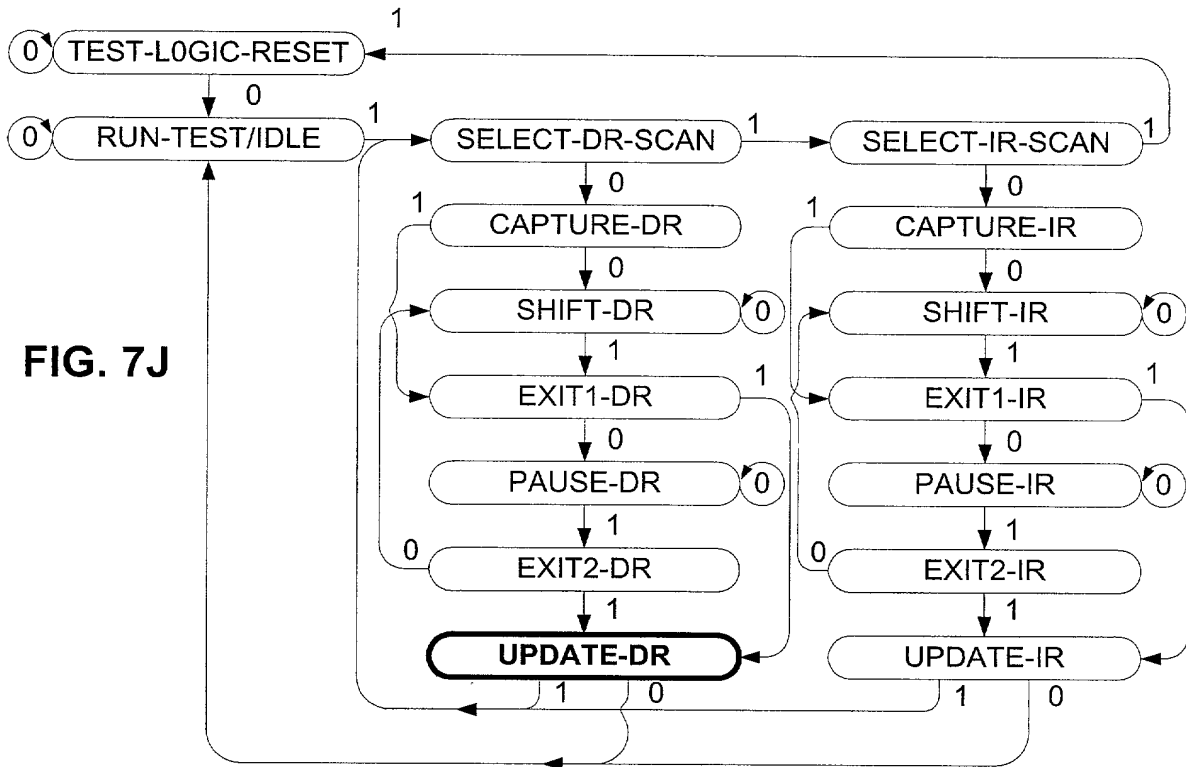 1
0 TEST-L0GIC-RESET
0
0 RUN-TEST/IDLE 1 SELECT-DR-SCAN 1 SELECT-IR-SCAN 1
0 0
1 CAPTURE-DR 1 CAPTURE-IR
0 0
SHIFT-DR 0 SHIFT-IR 0
FIG. 7J
1 1
EXIT1-DR 1 EXIT1-IR 1
0 0
PAUSE-DR 0 PAUSE-IR 0
1 1
0 EXIT2-DR 0 EXIT2-IR
1 1
UPDATE-DR UPDATE-IR
1 0 1 0